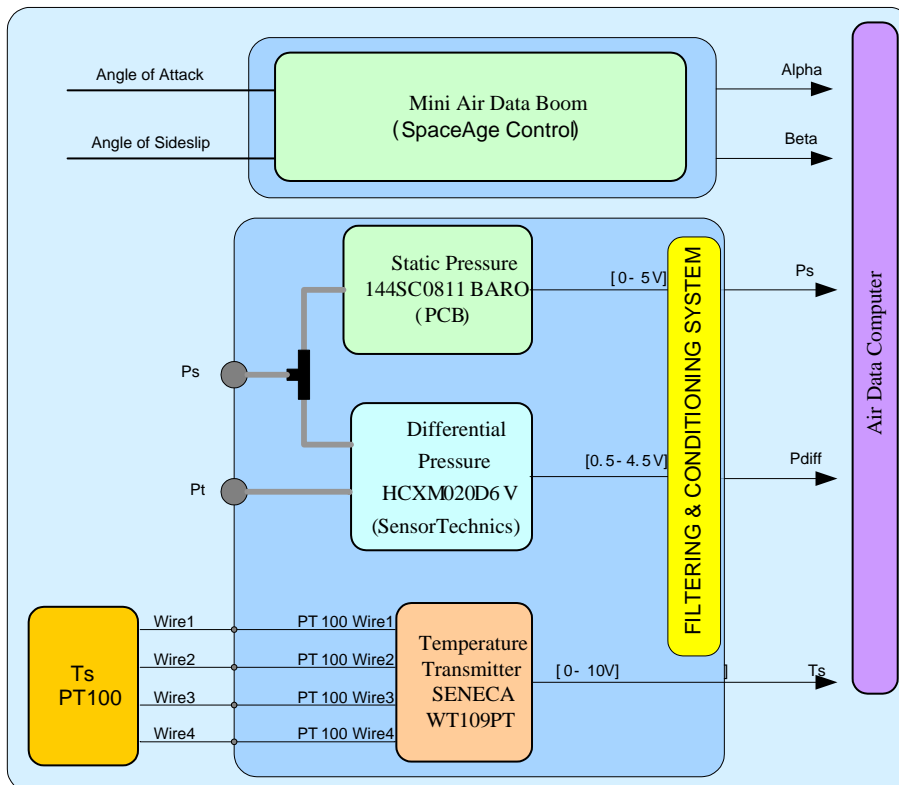 Angle of Attack
Angle of Sideslip
Mini Air Data Boom
(SpaceAge Control)
Alpha
Beta
Static Pressure
144SC0811 BARO
(PCB)
[0- 5V]
Ps
Ps
Differential
Pressure
HCXM020D6V
(SensorTechnics)
[0.5- 4.5V]
Pdiff
Pt
FILTERING & CONDITIONING SYSTEM
Air Data Computer
Ts
PT100
Wire1
Wire2
Wire3
Wire4
PT 100 Wire1
PT 100 Wire2
PT 100 Wire3
PT 100 Wire4
Temperature
Transmitter
SENECA
WT109PT
[0- 10V]
]
Ts